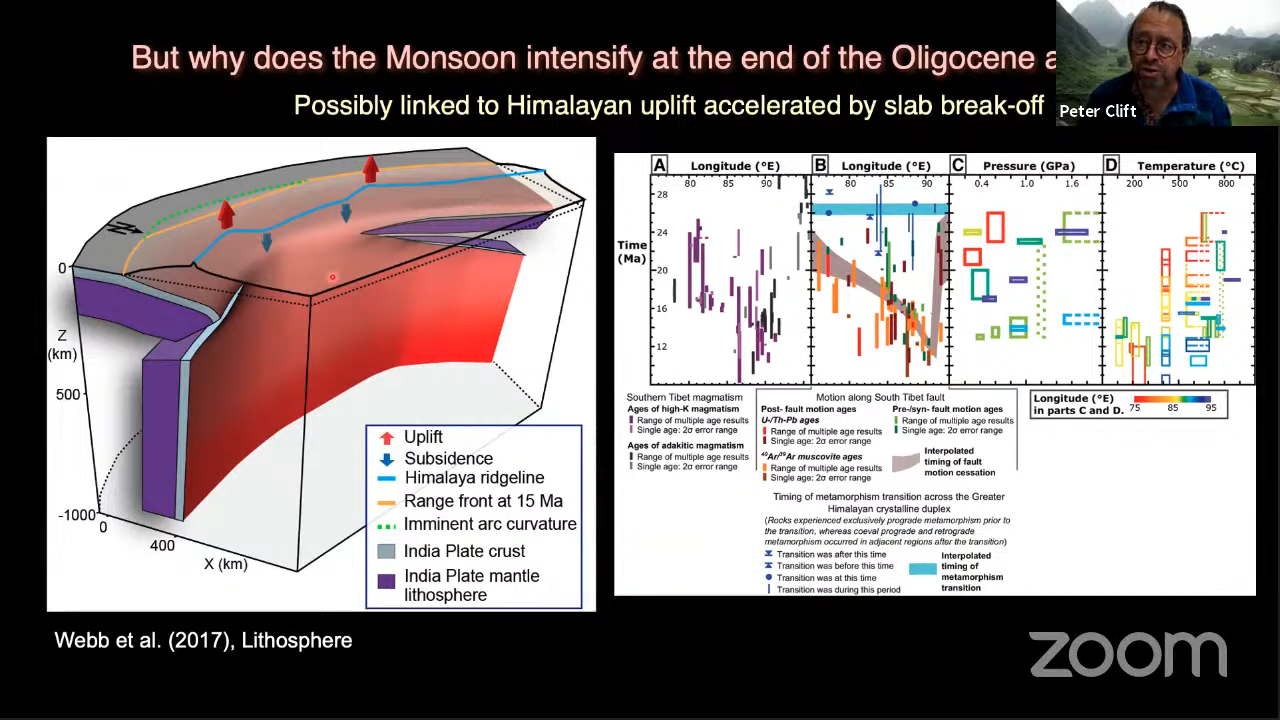 But why does the Monsoon intensify at the end of the Oligocene a
Possibly linked to Himalayan uplift accelerated by slab break-off
Peter Clift
N
0
Z
(km)
500
-1000
0
400
X (km)
Uplift
Subsidence
Himalaya ridgeline
Range front at 15 Ma
Imminent arc curvature
India Plate crust
India Plate mantle
lithosphere
A Longitude (°E)
B Longitude (°E)
C Pressure (GPa)
D Temperature (°C)
80 85 90
80 85 90
0.4 1.0 1.6
200 500 800
28
24
Time
(Ma)
20
16
12
Southern Tibet magmatism
Ages of high-K magmatism
Range of multiple age results
Single age: 2σ error range
Ages of adakitic magmatism
Range of multiple age results
Single age: 2σ error range
Motion along South Tibet fault
Post- fault motion ages
U-/Th-Pb ages
Range of multiple age results
Single age: 2σ error range
⁴⁰Ar/³⁹Ar muscovite ages
Range of multiple age results
Single age: 2σ error range
Pre-/syn- fault motion ages
Range of multiple age results
Single age: 2σ error range
Interpolated
timing of fault
motion cessation
Longitude (°E)
in parts C and D.
75 85 95
Timing of metamorphism transition across the Greater
Himalayan crystalline duplex
(Rocks experienced exclusively prograde metamorphism prior to
the transition, whereas coeval prograde and retrograde
metamorphism occurred in adjacent regions after the transition)
Transition was after this time
Transition was before this time
Transition was at this time
Transition was during this period
Interpolated
timing of
metamorphism
transition
Webb et al. (2017), Lithosphere
zoom